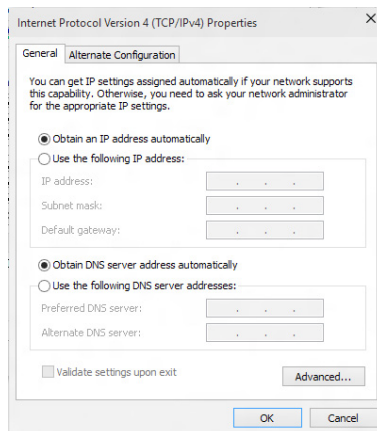 Internet Protocol Version 4 (TCP/IPv4) Properties
General
Alternate Configuration
You can get IP settings assigned automatically if your network supports
this capability. Otherwise, you need to ask your network administrator
for the appropriate IP settings.
Obtain an IP address automatically
Use the following IP address:
IP address:
Subnet mask:
Default gateway:
Obtain DNS server address automatically
Use the following DNS server addresses:
Preferred DNS server:
Alternate DNS server:
Validate settings upon exit
Advanced...
OK
Cancel